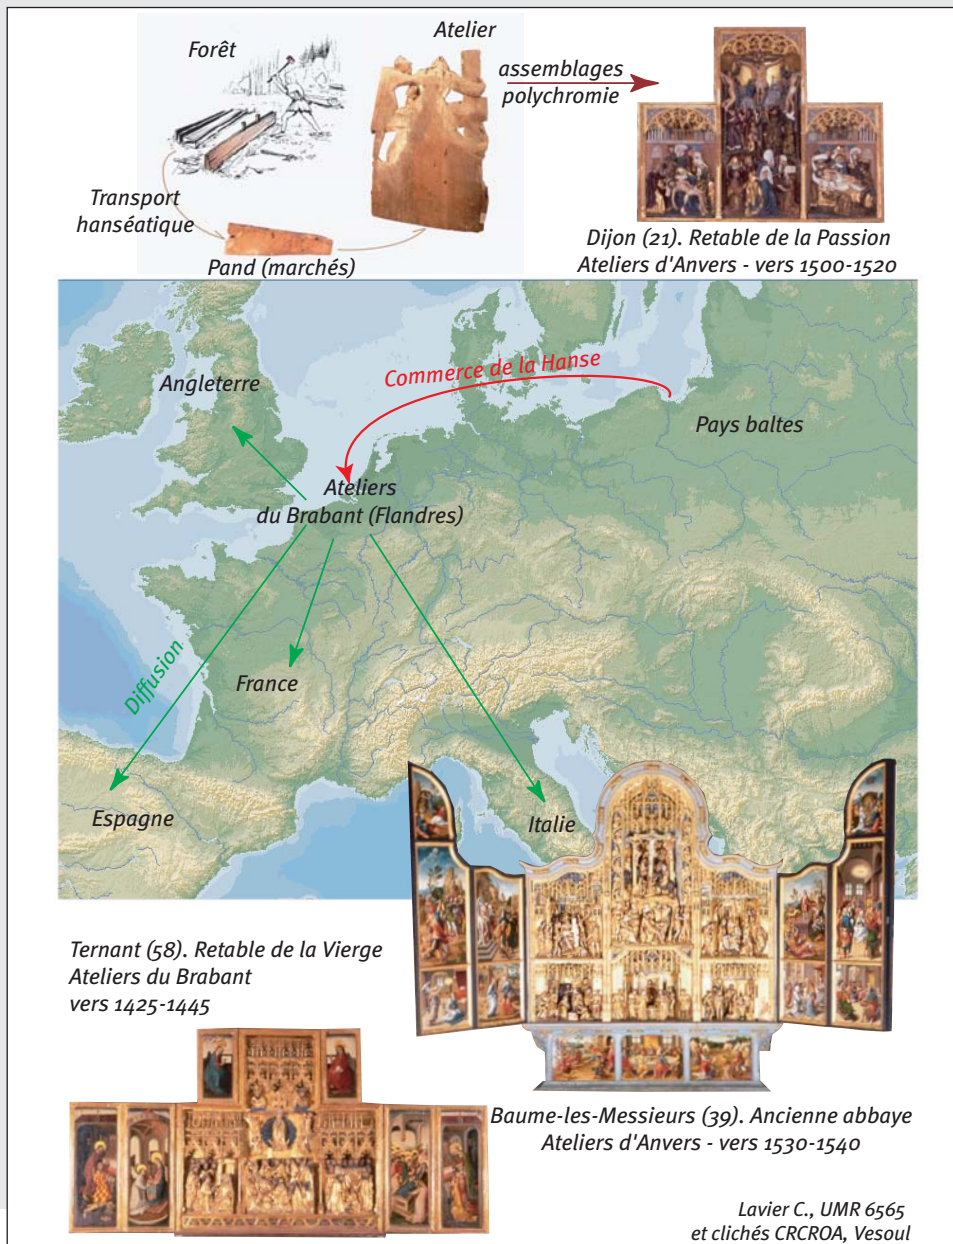 Forêt
Atelier
assemblages
polychromie
Transport
hanséatique
Pand (marchés)
Dijon (21). Retable de la Passion
Ateliers d'Anvers - vers 1500-1520
Commerce de la Hanse
Angleterre
Pays baltes
Ateliers
du Brabant (Flandres)
Diffusion
France
Espagne
Italie
Ternant (58). Retable de la Vierge
Ateliers du Brabant
vers 1425-1445
Baume-les-Messieurs (39). Ancienne abbaye
Ateliers d'Anvers - vers 1530-1540
Lavier C., UMR 6565
et clichés CRCROA, Vesoul